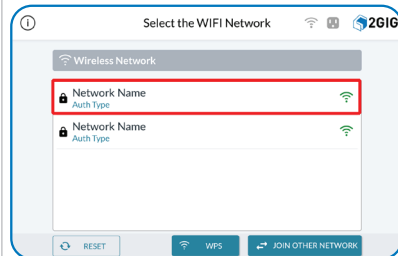 Select the WIFI Network
2GIG
Wireless Network
Network Name
Auth Type
Network Name
Auth Type
RESET
WPS
JOIN OTHER NETWORK